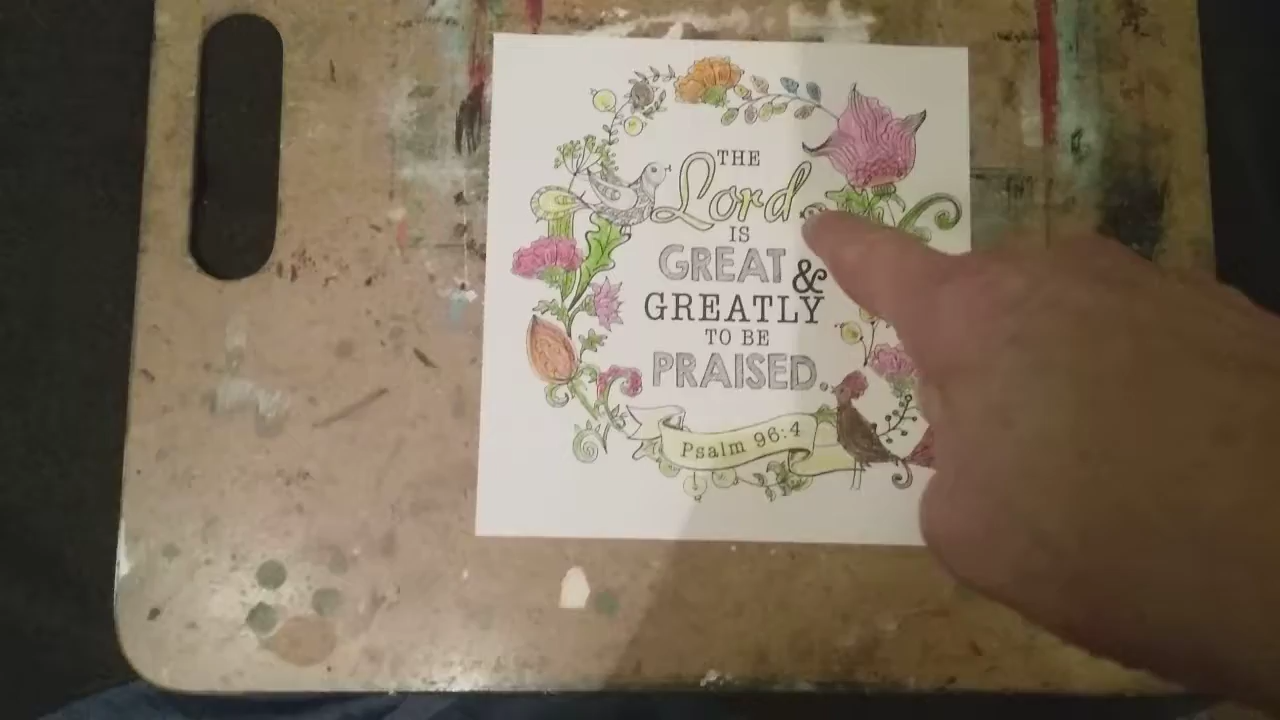 THE
Lord
IS
GREAT &
GREATLY
TO BE
PRAISED.
Psalm 96:4